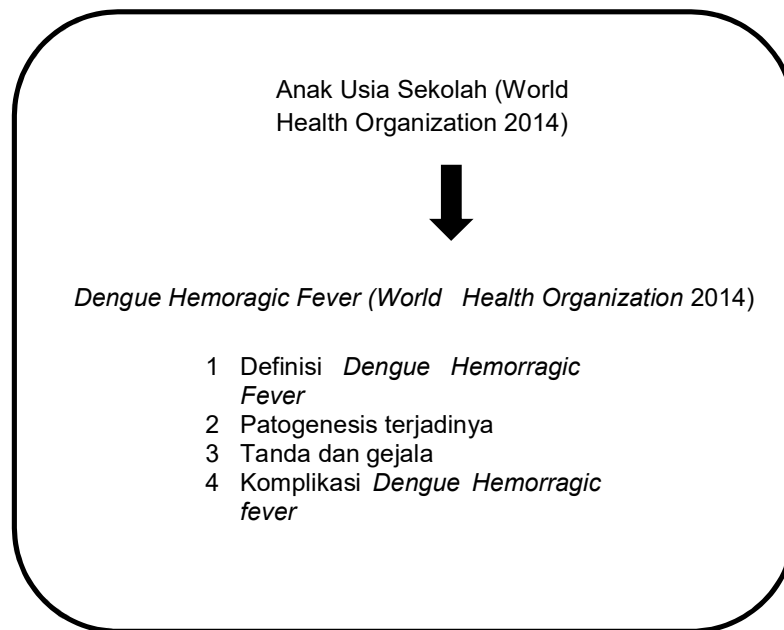 Anak Usia Sekolah (World
Health Organization 2014)
Dengue Hemoragic Fever (World Health Organization 2014)
1 Definisi Dengue Hemorragic
Fever
2 Patogenesis terjadinya
3 Tanda dan gejala
4 Komplikasi Dengue Hemorragic
fever